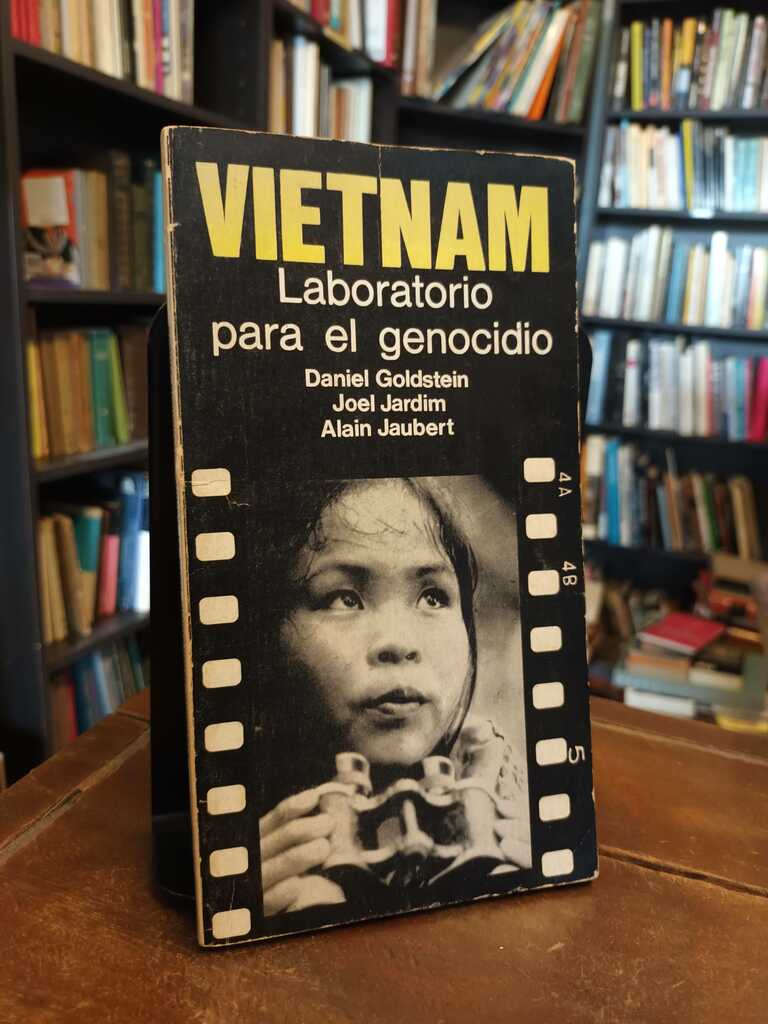 VIETNAM
Laboratorio
para el genocidio
Daniel Goldstein
Joel Jardim
Alain Jaubert
4A
4B
5